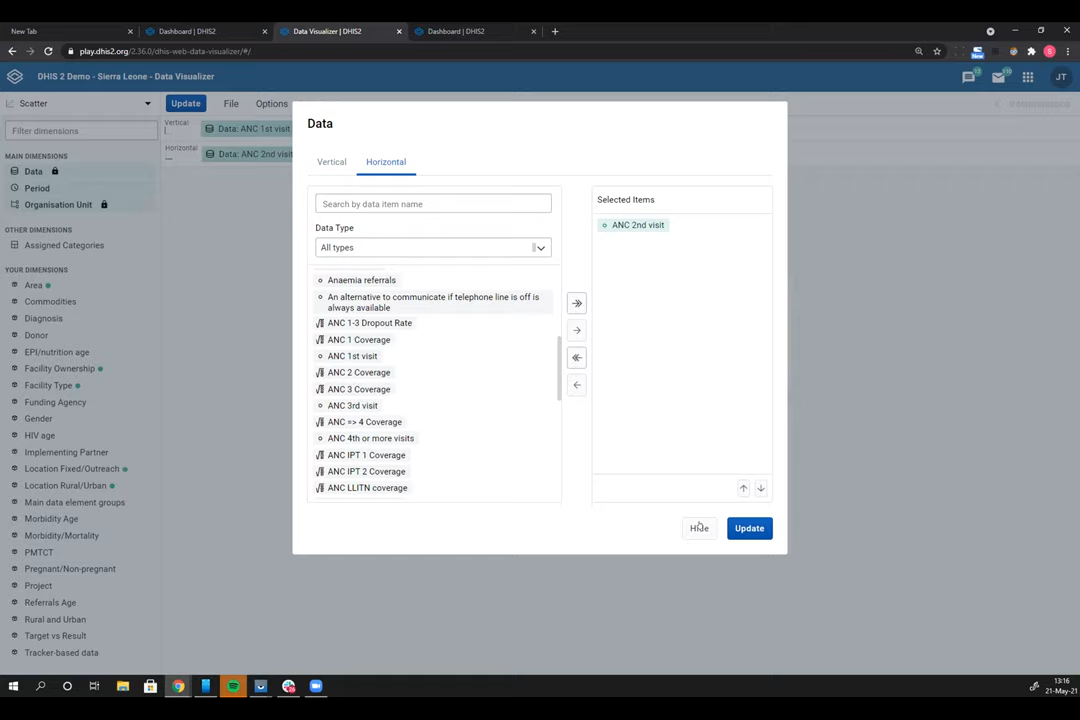 New Tab
Dashboard | DHIS2
Data Visualizer | DHIS2
Dashboard | DHIS2
play.dhis2.org/2.36.0/dhis-web-data-visualizer/#/
New
S
DHIS 2 Demo - Sierra Leone - Data Visualizer
JT
Scatter
Update
File
Options
Filter dimensions
Vertical
Data: ANC 1st visit
Horizontal
Data: ANC 2nd visit
MAIN DIMENSIONS
Data
Period
Organisation Unit
OTHER DIMENSIONS
Assigned Categories
YOUR DIMENSIONS
Area
Commodities
Diagnosis
Donor
EPI/nutrition age
Facility Ownership
Facility Type
Funding Agency
Gender
HIV age
Implementing Partner
Location Fixed/Outreach
Location Rural/Urban
Main data element groups
Morbidity Age
Morbidity/Mortality
PMTCT
Pregnant/Non-pregnant
Project
Referrals Age
Rural and Urban
Target vs Result
Tracker-based data
Data
Vertical
Horizontal
Search by data item name
Data Type
All types
Anaemia referrals
An alternative to communicate if telephone line is off is
always available
ANC 1-3 Dropout Rate
ANC 1 Coverage
ANC 1st visit
ANC 2 Coverage
ANC 3 Coverage
ANC 3rd visit
ANC => 4 Coverage
ANC 4th or more visits
ANC IPT 1 Coverage
ANC IPT 2 Coverage
ANC LLITN coverage
Selected Items
ANC 2nd visit
Hide
Update
13:16
21-May-21